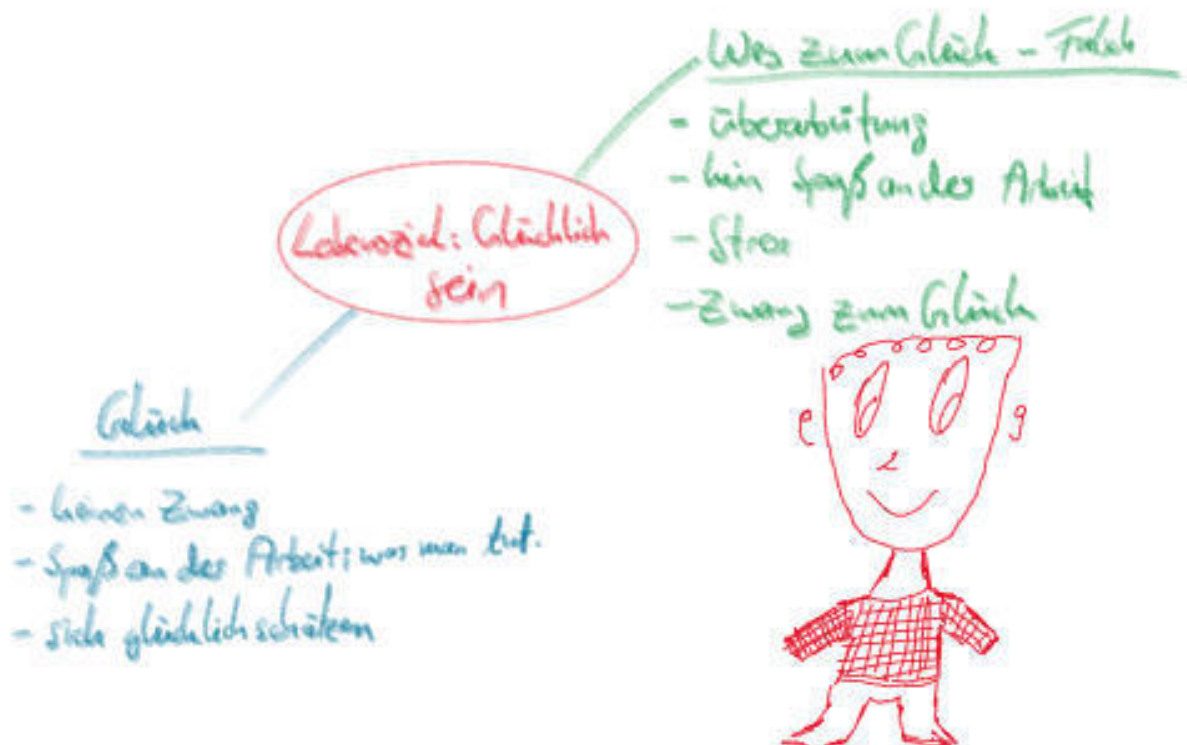 Weg zum Glück - Falsch
- überarbeitung
- kein Spaß an der Arbeit
- Stress
- Zwang zum Glück
Lebensziel: Glücklich
sein
Glück
- keinen Zwang
- Spaß an der Arbeit; was man tut.
- sich glücklich schätzen